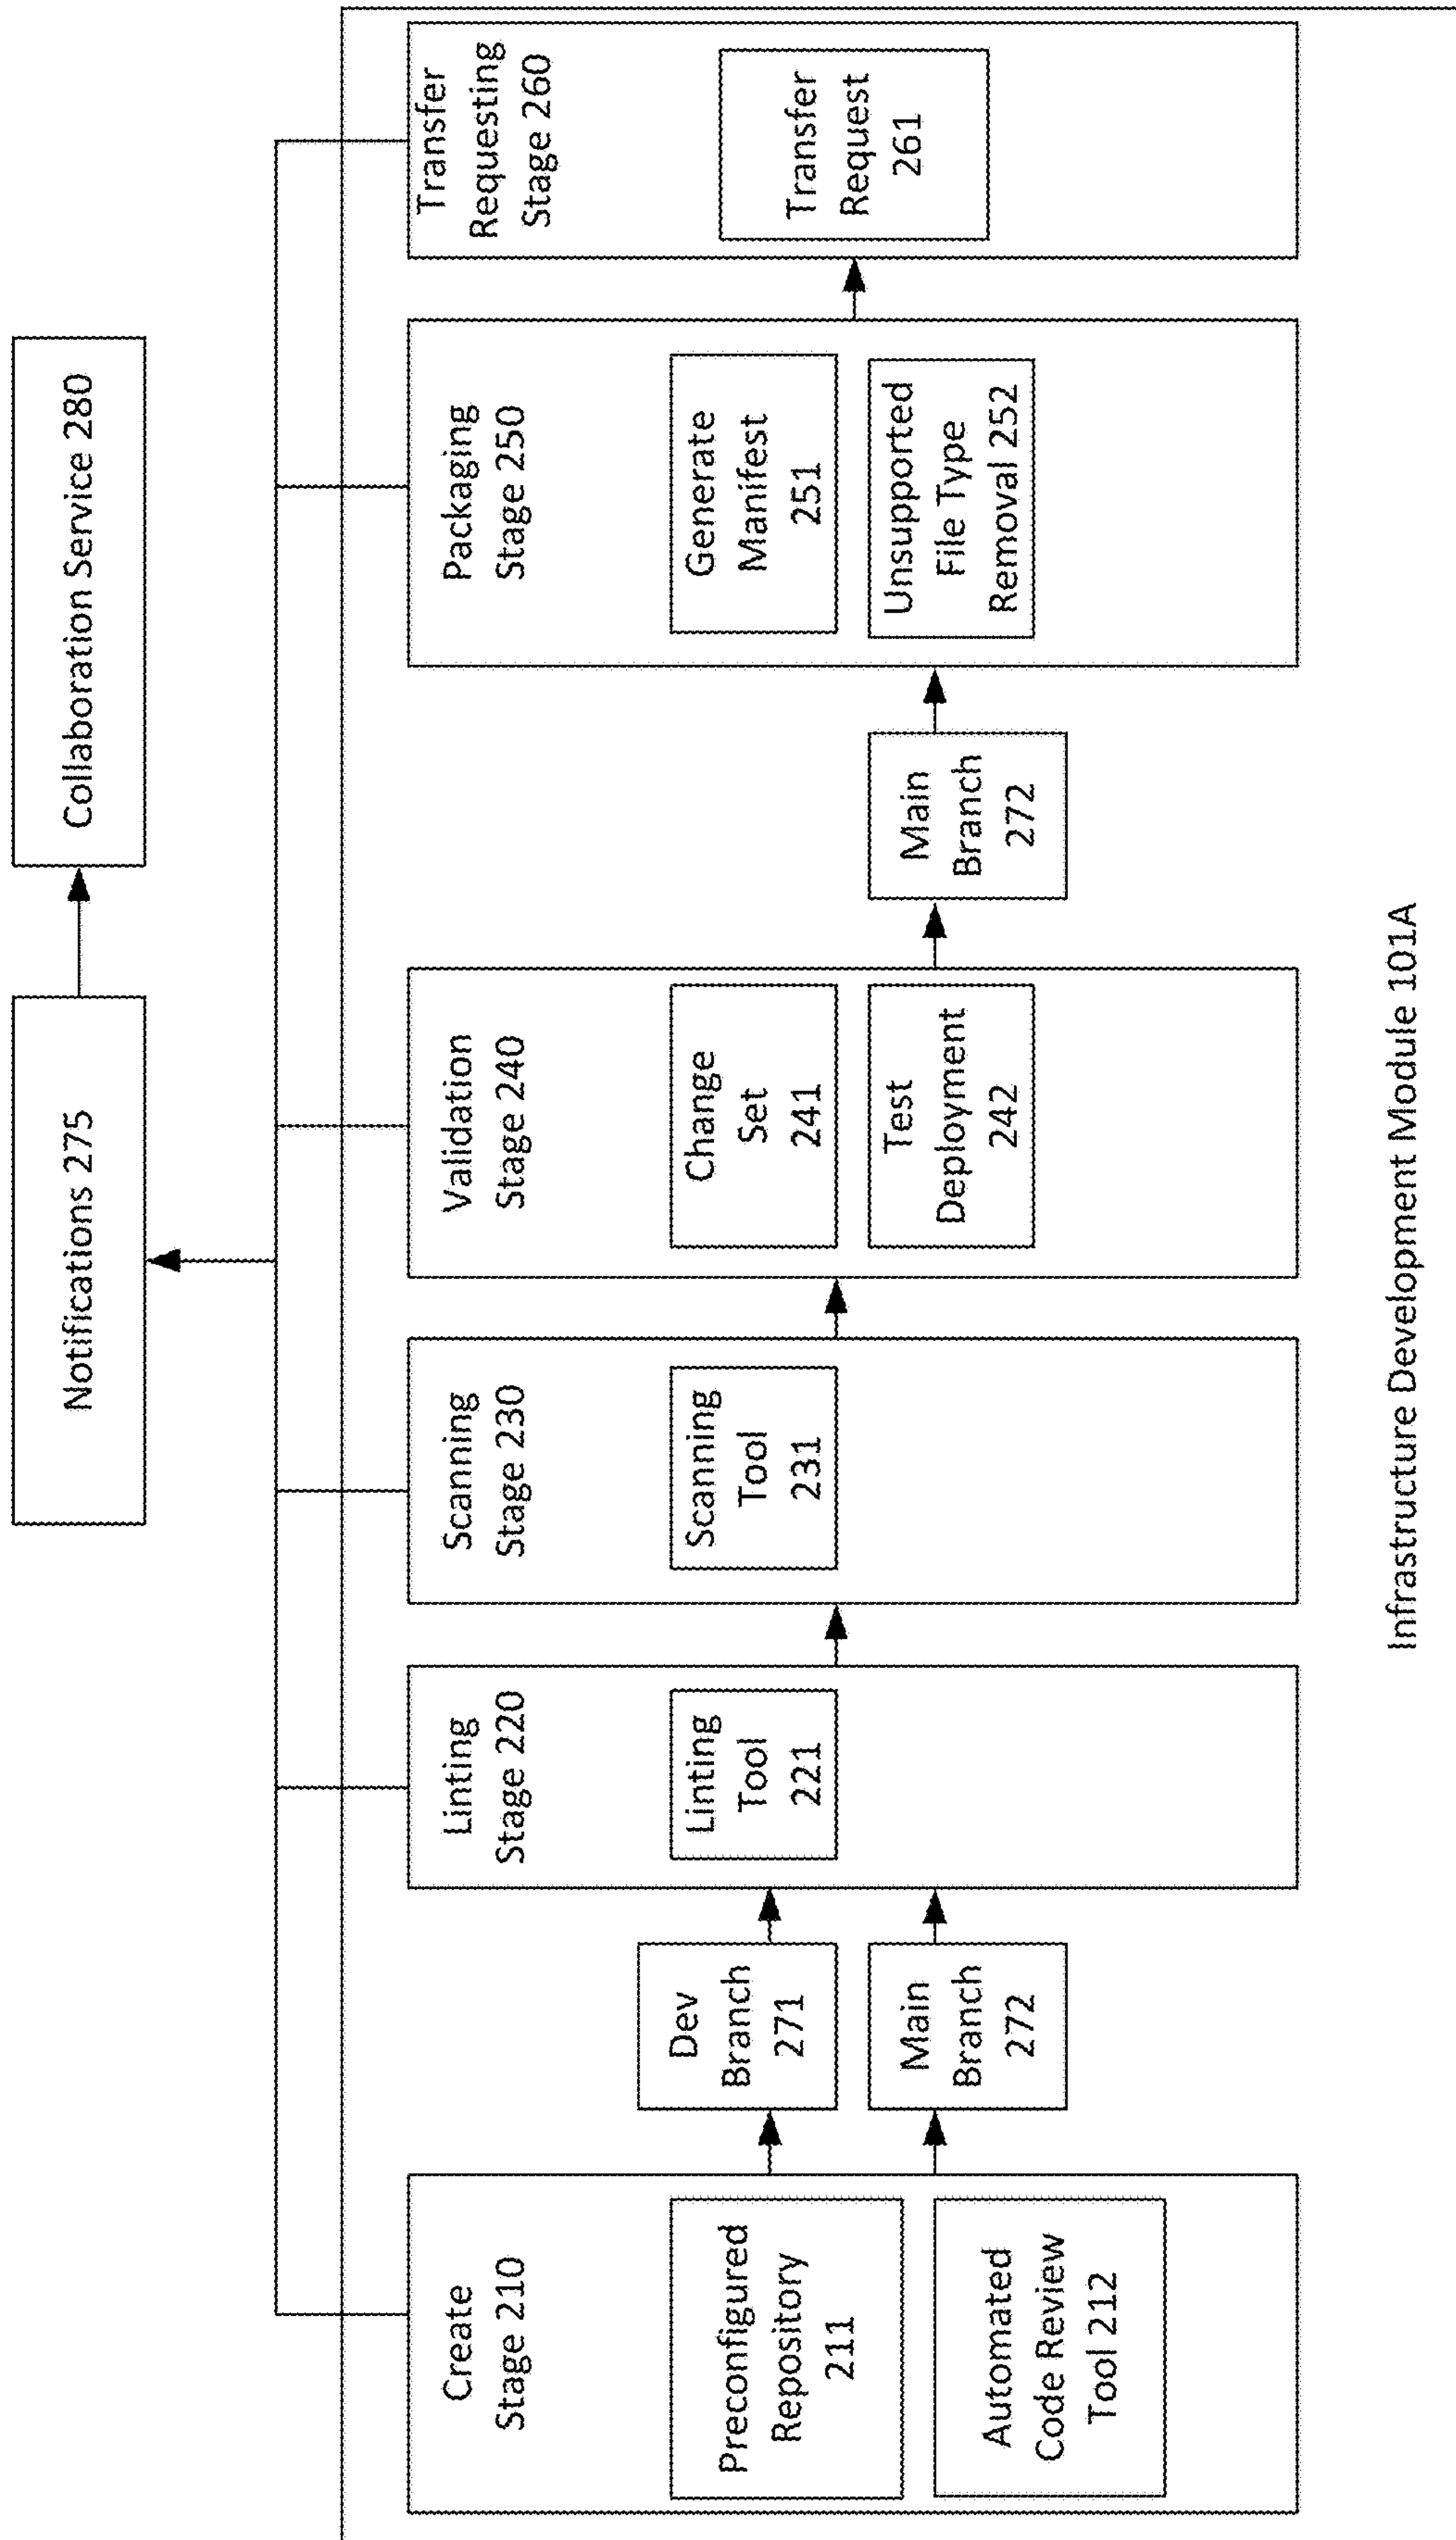 Notifications 275
Collaboration Service 280
Create
Stage 210
Preconfigured
Repository
211
Automated
Code Review
Tool 212
Dev
Branch
271
Main
Branch
272
Linting
Stage 220
Linting
Tool
221
Scanning
Stage 230
Scanning
Tool
231
Validation
Stage 240
Change
Set
241
Test
Deployment
242
Main
Branch
272
Packaging
Stage 250
Generate
Manifest
251
Unsupported
File Type
Removal 252
Transfer
Requesting
Stage 260
Transfer
Request
261
Infrastructure Development Module 101A